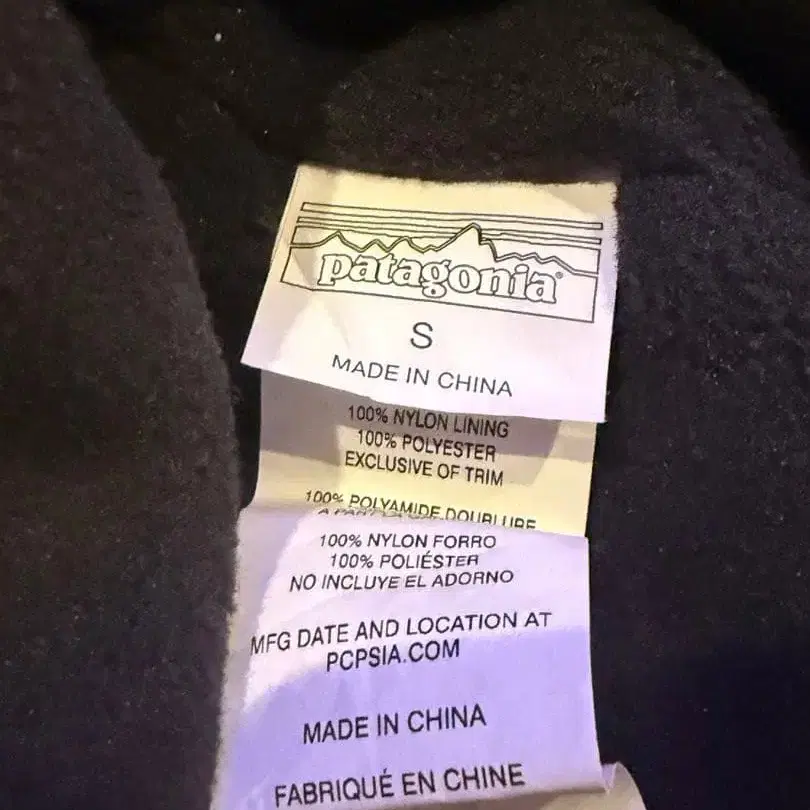 patagonia®
S
MADE IN CHINA
100% NYLON LINING
100% POLYESTER
EXCLUSIVE OF TRIM
100% POLYAMIDE DOUBLURE
100% NYLON FORRO
100% POLIÉSTER
NO INCLUYE EL ADORNO
MFG DATE AND LOCATION AT
PCPSIA.COM
MADE IN CHINA
FABRIQUÉ EN CHINE